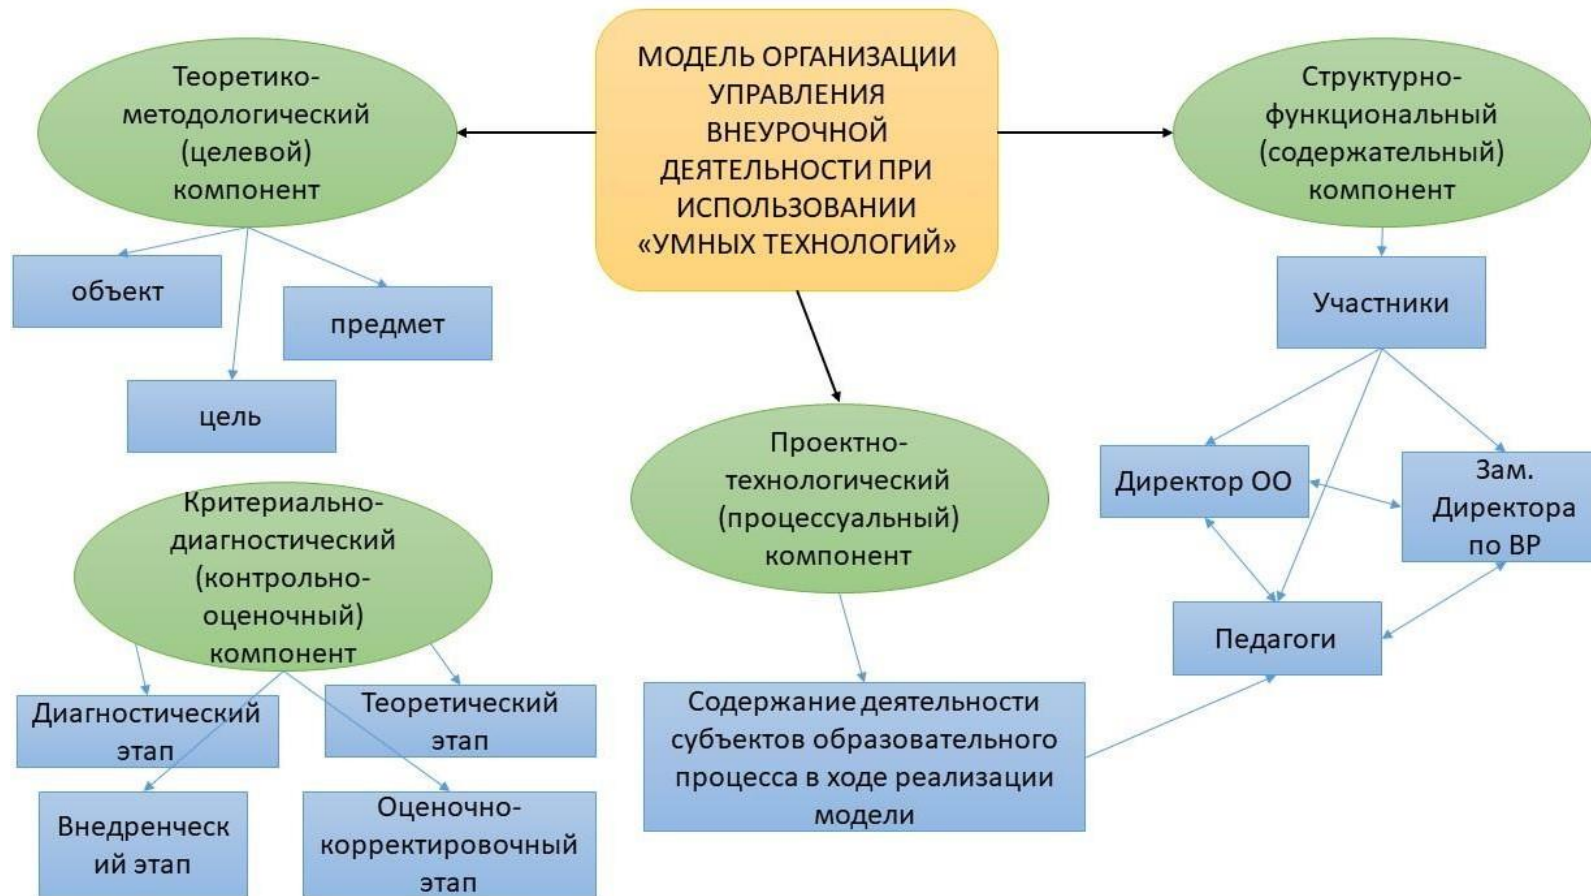 МОДЕЛЬ ОРГАНИЗАЦИИ
УПРАВЛЕНИЯ
ВНЕУРОЧНОЙ
ДЕЯТЕЛЬНОСТИ ПРИ
ИСПОЛЬЗОВАНИИ
«УМНЫХ ТЕХНОЛОГИЙ»
Теоретико-
методологический
(целевой)
компонент
объект
предмет
цель
Критериально-
диагностический
(контрольно-
оценочный)
компонент
Диагностический
этап
Теоретический
этап
Внедренческ
ий этап
Оценочно-
корректировочный
этап
Проектно-
технологический
(процессуальный)
компонент
Содержание деятельности
субъектов образовательного
процесса в ходе реализации
модели
Структурно-
функциональный
(содержательный)
компонент
Участники
Директор ОО
Зам.
Директора
по ВР
Педагоги